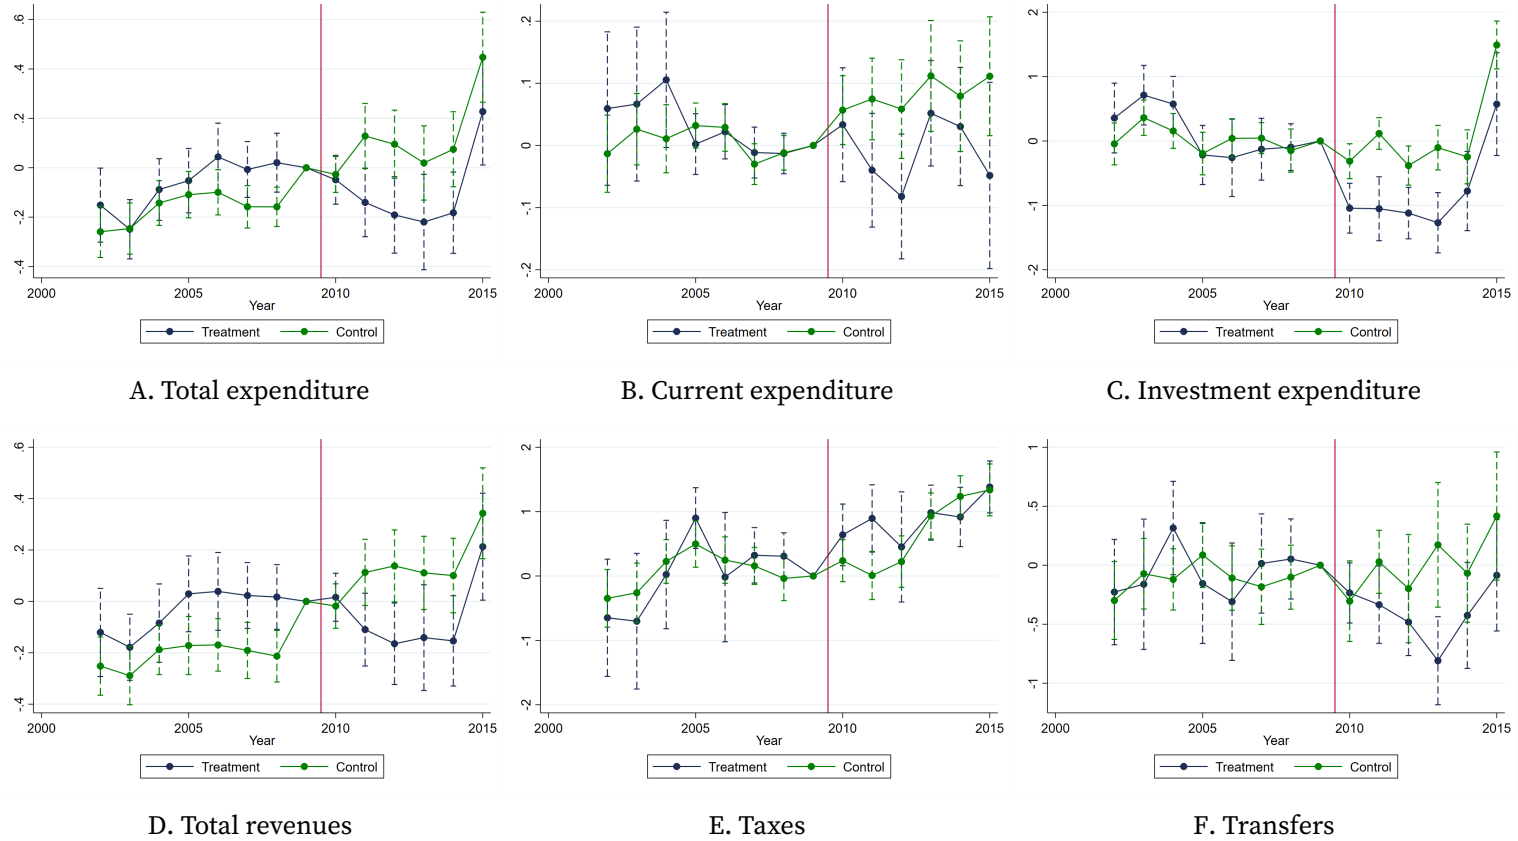 .6
.4
.2
0
-.2
-.4
2000
2005
2010
2015
Year
Treatment
Control
A. Total expenditure
.2
.1
0
-.1
-.2
2000
2005
2010
2015
Year
Treatment
Control
B. Current expenditure
2
1
0
-1
-2
2000
2005
2010
2015
Year
Treatment
Control
C. Investment expenditure
.6
.4
.2
0
-.2
-.4
2000
2005
2010
2015
Year
Treatment
Control
D. Total revenues
2
1
0
-1
-2
2000
2005
2010
2015
Year
Treatment
Control
E. Taxes
1
.5
0
-.5
-1
2000
2005
2010
2015
Year
Treatment
Control
F. Transfers